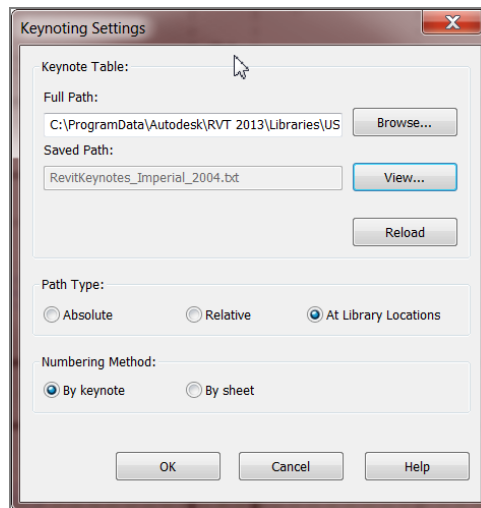 Keynoting Settings
Keynote Table:
Full Path:
C:\ProgramData\Autodesk\RVT 2013\Libraries\US
Browse...
Saved Path:
RevitKeynotes_Imperial_2004.txt
View...
Reload
Path Type:
Absolute Relative At Library Locations
Numbering Method:
By keynote By sheet
OK Cancel Help